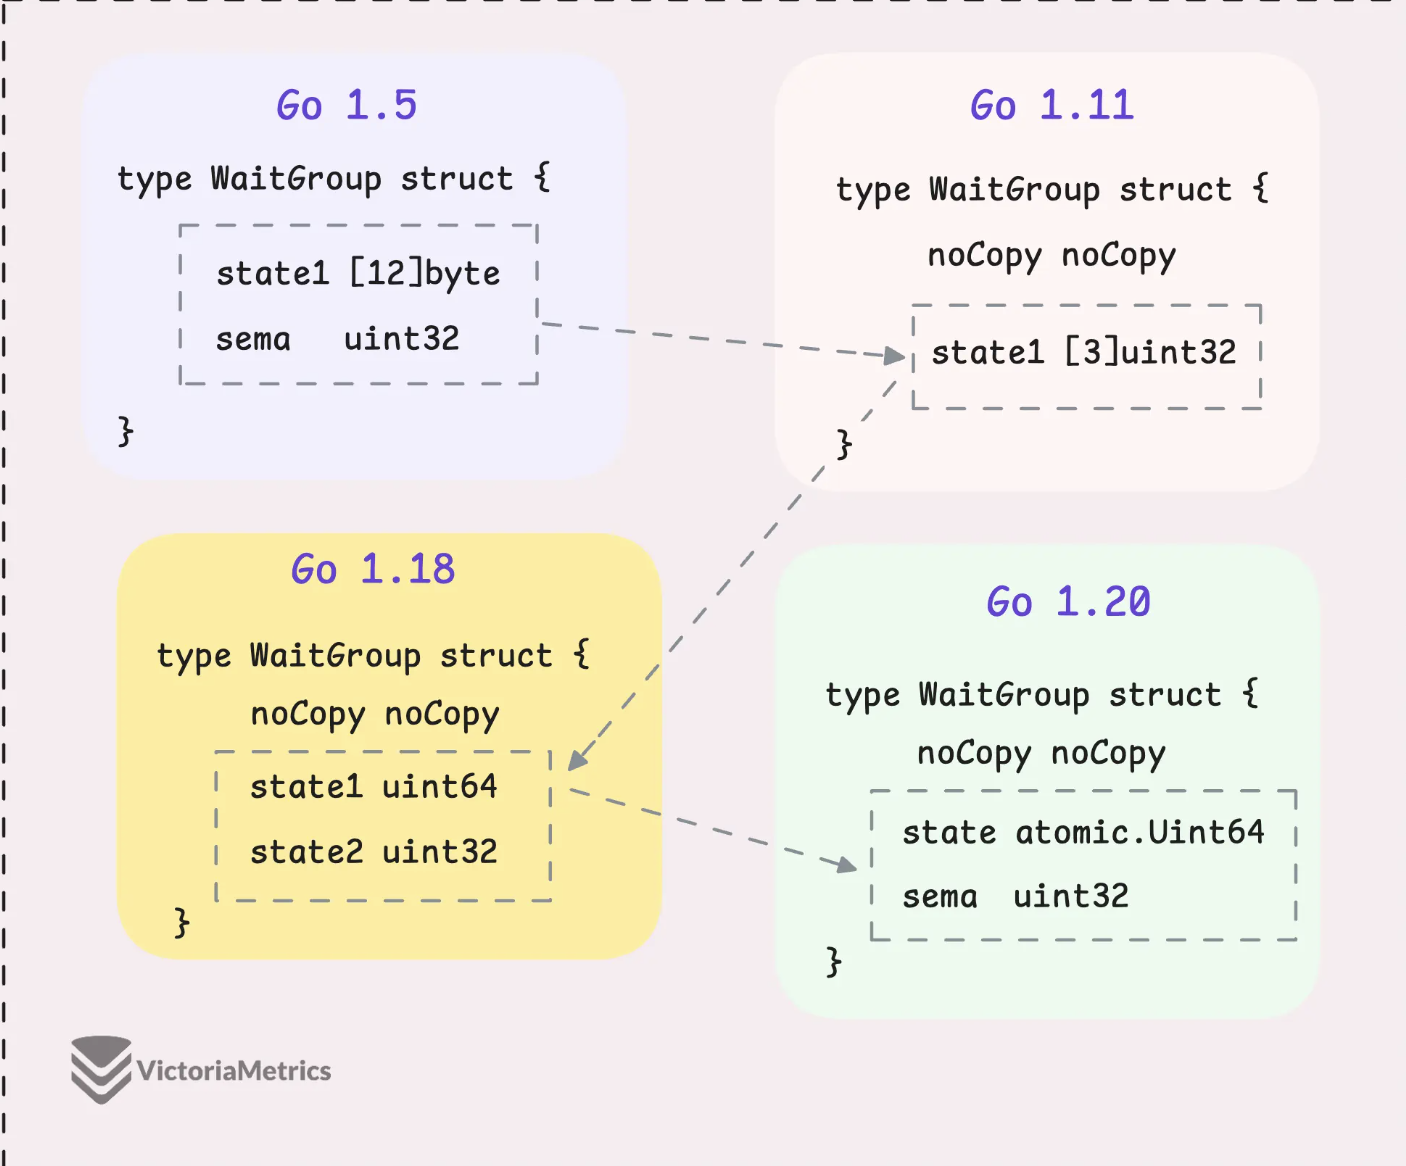 Go 1.5
type WaitGroup struct {
state1 [12]byte
sema uint32
}
Go 1.11
type WaitGroup struct {
noCopy noCopy
state1 [3]uint32
}
Go 1.18
type WaitGroup struct {
noCopy noCopy
state1 uint64
state2 uint32
}
Go 1.20
type WaitGroup struct {
noCopy noCopy
state atomic.Uint64
sema uint32
}
VictoriaMetrics